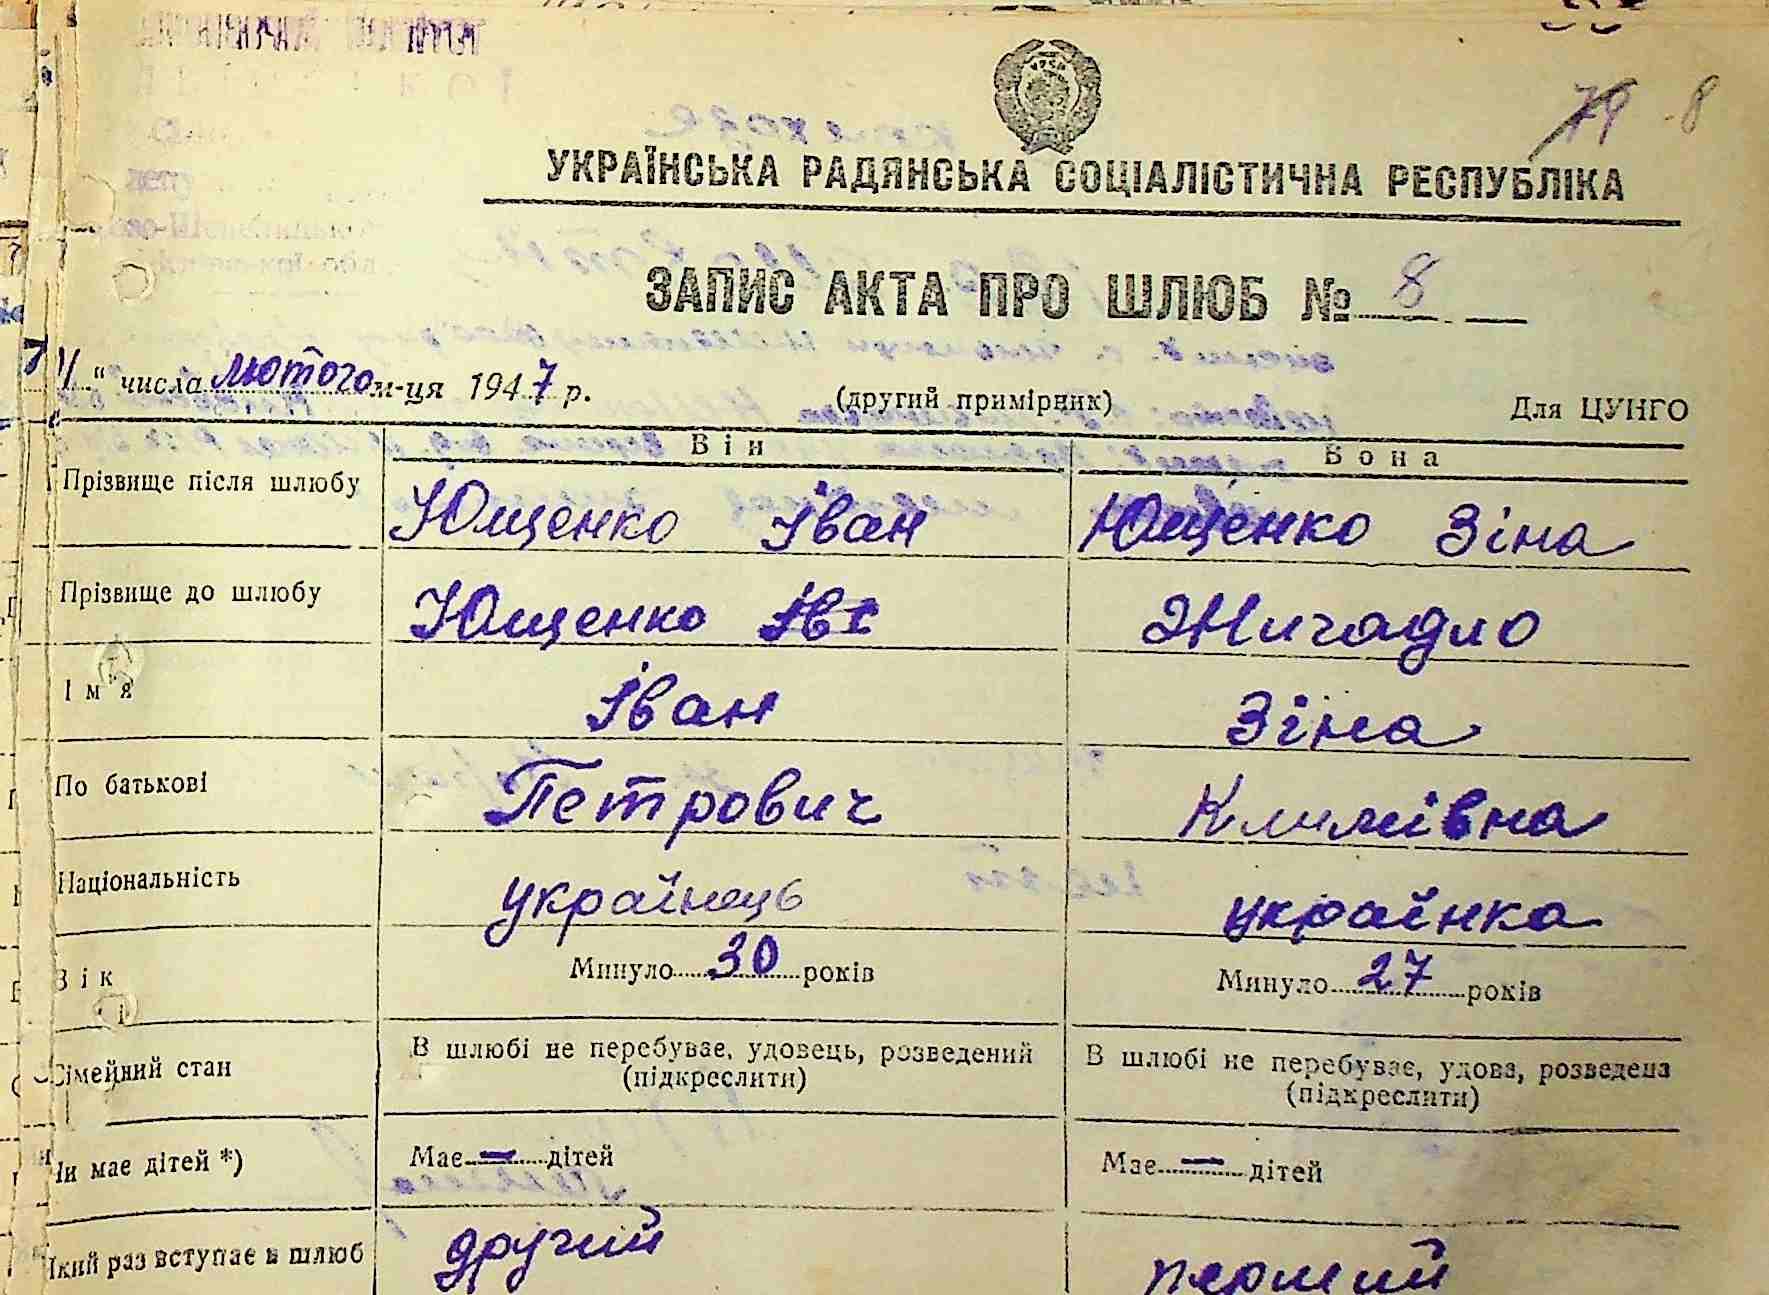 79 8
УКРАЇНСЬКА РАДЯНСЬКА СОЦІАЛІСТИЧНА РЕСПУБЛІКА
ЗАПИС АКТА ПРО ШЛЮБ № 8
" числа лютого м-ця 1947 р. (другий примірник) Для ЦУНГО
Він Вона
Прізвище після шлюбу Ющенко Іван Ющенко Зіна
Прізвище до шлюбу Ющенко Жигадло
Ім'я Іван Зіна
По батькові Петрович Климівна
Національність українець українка
Вік Минуло 30 років Минуло 27 років
Сімейний стан В шлюбі не перебуває, удовець, розведений (підкреслити) В шлюбі не перебуває, удова, розведена (підкреслити)
Чи має дітей *) Має — дітей Має — дітей
Який раз вступає в шлюб другий первий